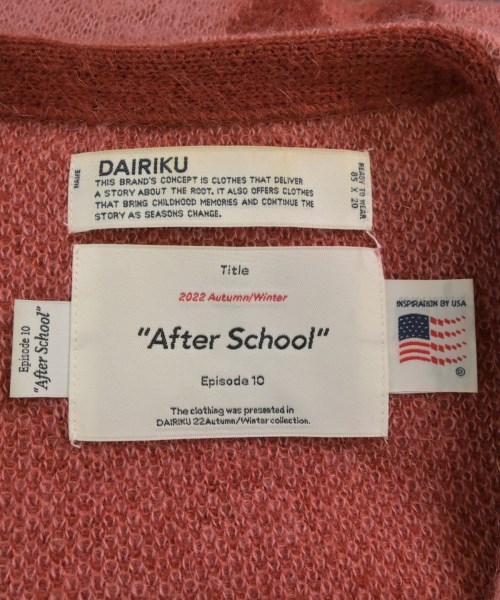 NAME
DAIRIKU
THIS BRAND'S CONCEPT IS CLOTHES THAT DELIVER
A STORY ABOUT THE ROOT. IT ALSO OFFERS CLOTHES
THAT BRING CHILDHOOD MEMORIES AND CONTINUE THE
STORY AS SEASONS CHANGE.
READY TO WEAR
85 X 20
Title
2022 Autumn/Winter
"After School"
Episode 10
The clothing was presented in
DAIRIKU 22Autumn/Winter collection.
Episode 10
"After School"
INSPIRATION BY USA
®